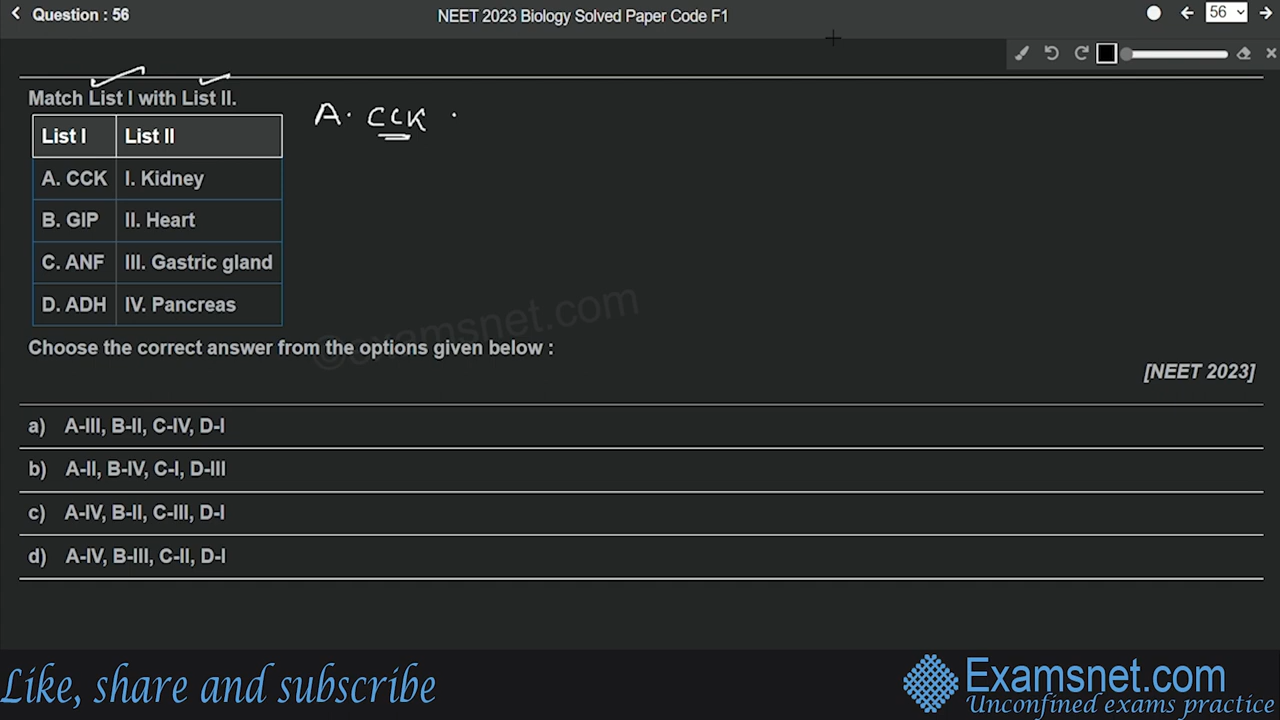 Question : 56
NEET 2023 Biology Solved Paper Code F1
56
Match List I with List II.
A. CCK .
List I List II
A. CCK I. Kidney
B. GIP II. Heart
C. ANF III. Gastric gland
D. ADH IV. Pancreas
©examsnet.com
Choose the correct answer from the options given below :
[NEET 2023]
a) A-III, B-II, C-IV, D-I
b) A-II, B-IV, C-I, D-III
c) A-IV, B-II, C-III, D-I
d) A-IV, B-III, C-II, D-I
Like, share and subscribe
Examsnet.com
Unconfined exams practice